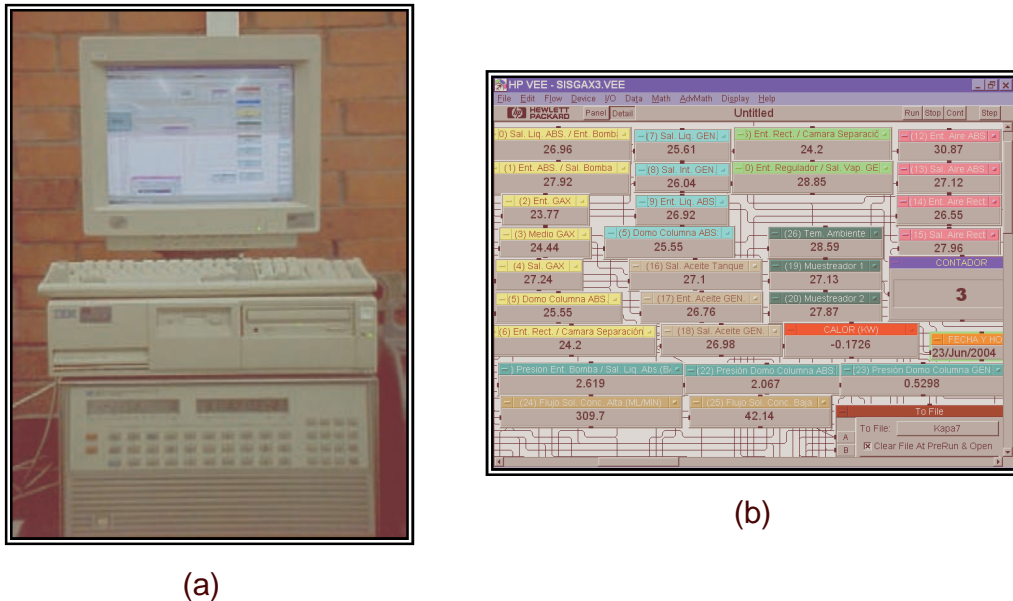 HP VEE - SISGAX3.VEE
File Edit Flow Device I/O Data Math AdvMath Display Help
HEWLETT PACKARD Panel Detail Untitled Run Stop Cont Step
0) Sal. Liq. ABS. / Ent. Bomba (7) Sal. Liq. GEN. Ent. Rect. / Camara Separació (12) Ent. Aire ABS
26.96 25.61 24.2 30.87
(1) Ent. ABS. / Sal. Bomba (8) Sal. Int. GEN. 0) Ent. Regulador / Sal. Vap. GE (13) Sal. Aire ABS
27.92 26.04 28.85 27.12
(2) Ent. GAX (9) Ent. Liq. ABS (14) Ent. Aire Rect
23.77 26.92 26.55
(3) Medio GAX (5) Domo Columna ABS. (26) Tem. Ambiente 15) Sal. Aire Rect.
24.44 25.55 28.59 27.96
(4) Sal. GAX (16) Sal. Aceite Tanque (19) Muestreador 1 CONTADOR
27.24 27.1 27.13
(5) Domo Columna ABS (17) Ent. Aceite GEN (20) Muestreador 2 3
25.55 26.76 27.87
(6) Ent. Rect. / Camara Separación (18) Sal. Aceite GEN CALOR (KW) FECHA Y HO
24.2 26.98 -0.1726 23/Jun/2004
) Presion Ent. Bomba / Sal. Liq. Abs (22) Presión Domo Columna ABS (23) Presión Domo Columna GEN
2.619 2.067 0.5298
(24) Flujo Sol. Conc. Alta (ML/MIN) (25) Flujo Sol. Conc. Baja To File
309.7 42.14 To File: Kapa7
A
B Clear File At PreRun & Open
(b)
(a)